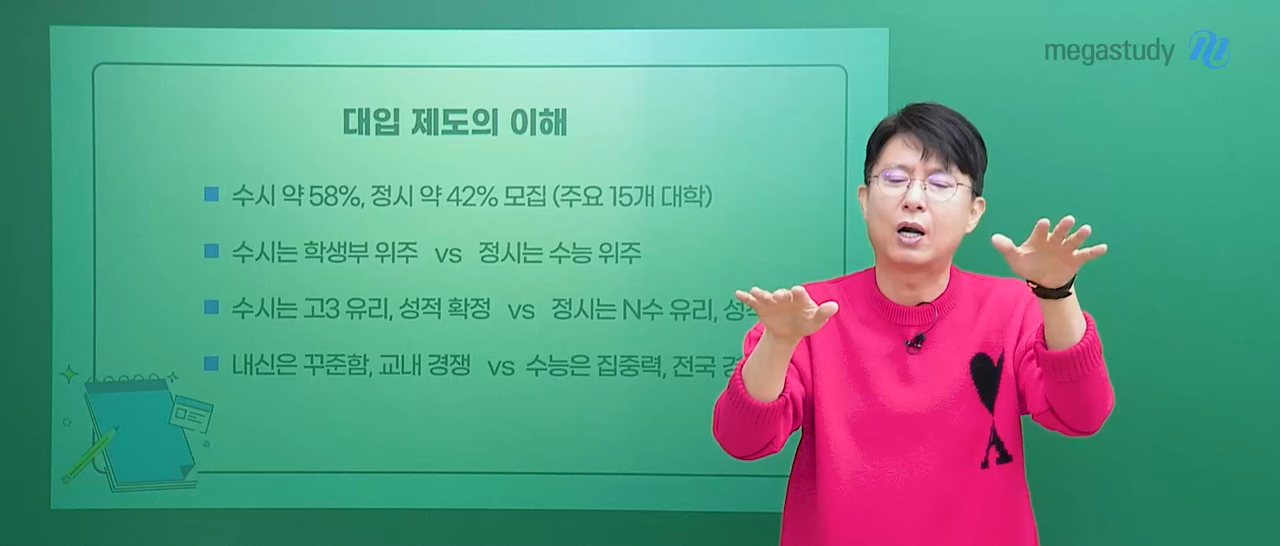 megastudy
대입 제도의 이해
수시 약 58%, 정시 약 42% 모집 (주요 15개 대학)
수시는 학생부 위주 vs 정시는 수능 위주
수시는 고3 유리, 성적 확정 vs 정시는 N수 유리,
내신은 꾸준함, 교내 경쟁 vs 수능은 집중력, 전국